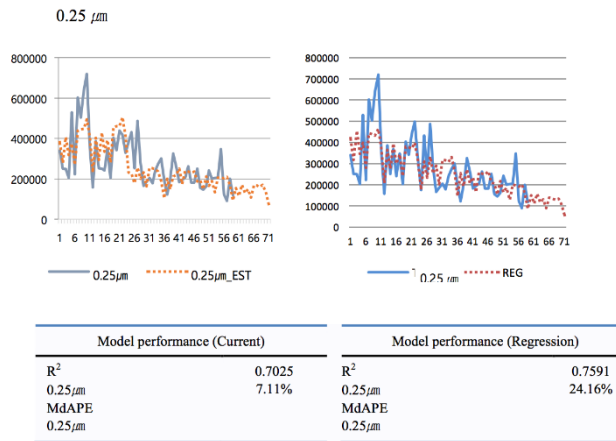 0.25 ㎛
800000
600000
400000
200000
0
1 6 11 16 21 26 31 36 41 46 51 56 61 66 71
0.25㎛ 0.25㎛_EST
800000
700000
600000
500000
400000
300000
200000
100000
0
1 6 11 16 21 26 31 36 41 46 51 56 61 66 71
0.25 ㎛ REG
Model performance (Current)
R² 0.7025
0.25㎛ 7.11%
MdAPE
0.25㎛
Model performance (Regression)
R² 0.7591
0.25㎛ 24.16%
MdAPE
0.25㎛